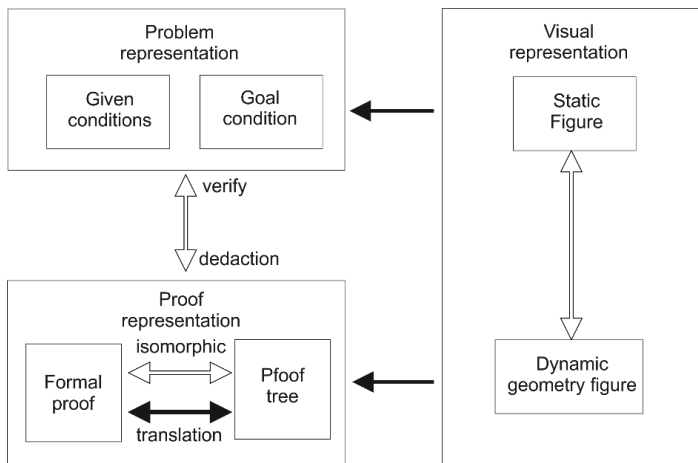 Problem
representation
Given
conditions
Goal
condition
verify
dedaction
Proof
representation
isomorphic
Formal
proof
Pfoof
tree
translation
Visual
representation
Static
Figure
Dynamic
geometry figure